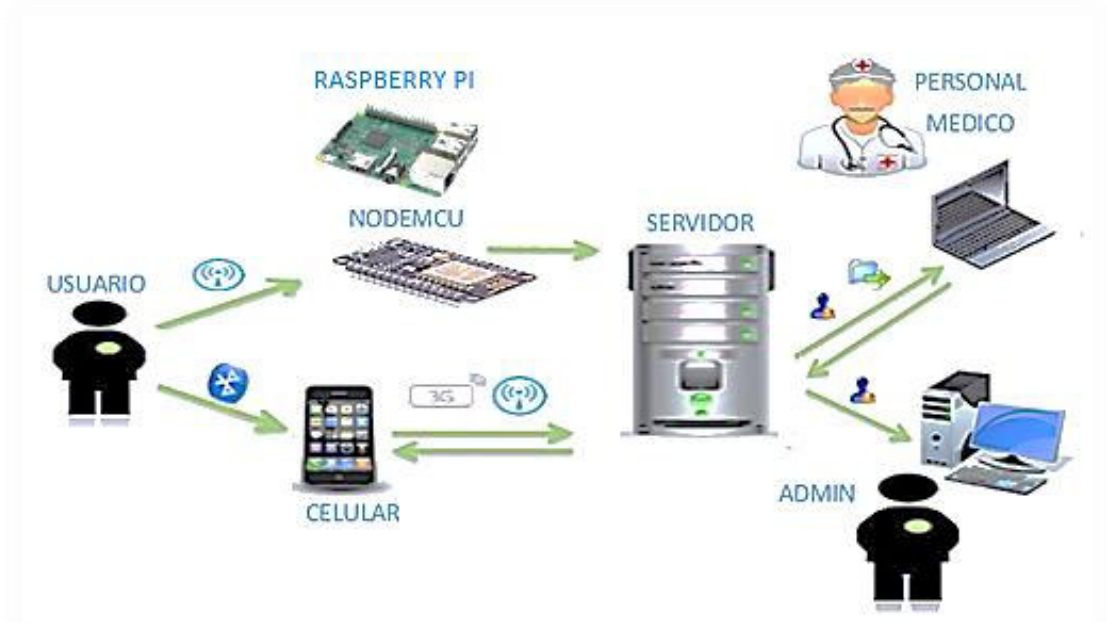 RASPBERRY PI
PERSONAL
MEDICO
NODEMCU
SERVIDOR
USUARIO
3G
CELULAR
ADMIN